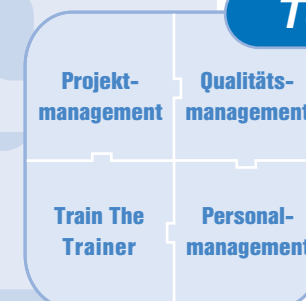 T
Projekt-
management
Qualitäts-
management
Train The
Trainer
Personal-
management